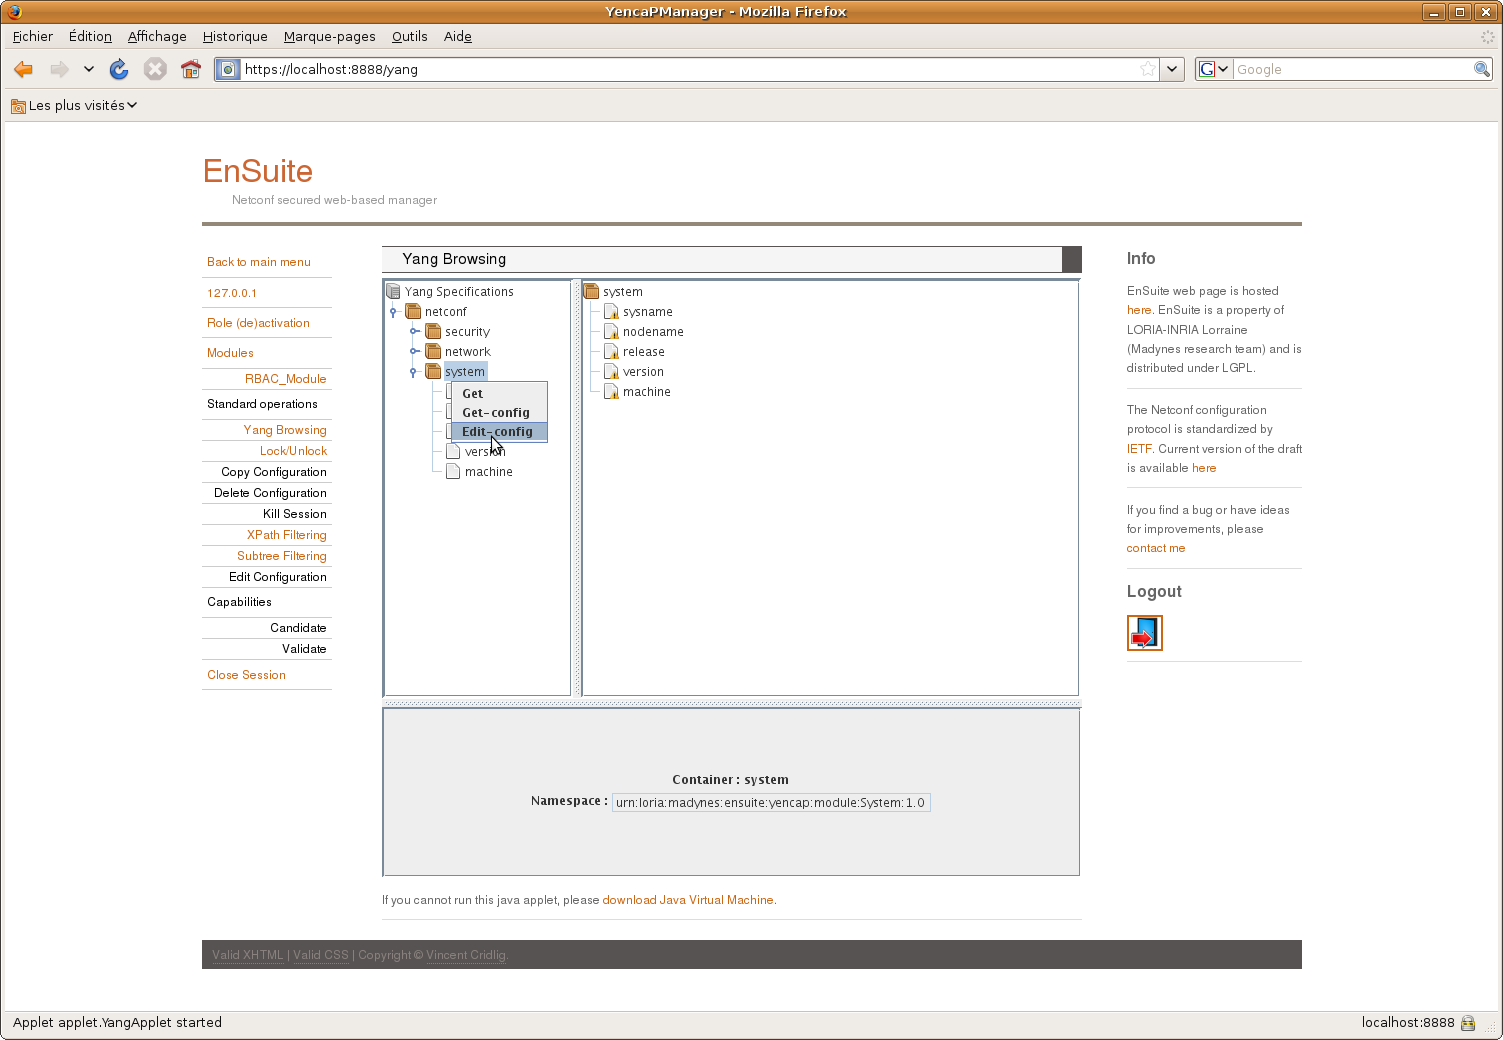 YencaPManager - Mozilla Firefox
Fichier Édition Affichage Historique Marque-pages Outils Aide
https://localhost:8888/yang
G Google
Les plus visités
EnSuite
Netconf secured web-based manager
Back to main menu
127.0.0.1
Role (de)activation
Modules
RBAC_Module
Standard operations
Yang Browsing
Lock/Unlock
Copy Configuration
Delete Configuration
Kill Session
XPath Filtering
Subtree Filtering
Edit Configuration
Capabilities
Candidate
Validate
Close Session
Yang Browsing
Yang Specifications
netconf
security
network
system
Get
Get-config
Edit-config
version
machine
system
sysname
nodename
release
version
machine
Container : system
Namespace : urn:loria:madynes:ensuite:yencap:module:System:1.0
If you cannot run this java applet, please download Java Virtual Machine.
Info
EnSuite web page is hosted
here. EnSuite is a property of
LORIA-INRIA Lorraine
(Madynes research team) and is
distributed under LGPL.
The Netconf configuration
protocol is standardized by
IETF. Current version of the draft
is available here
If you find a bug or have ideas
for improvements, please
contact me
Logout
Valid XHTML | Valid CSS | Copyright © Vincent Cridlig.
Applet applet.YangApplet started
localhost:8888